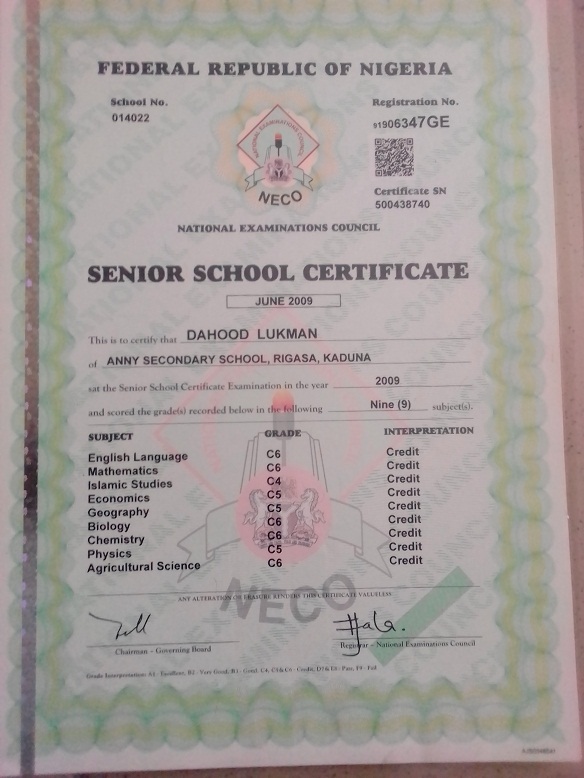 FEDERAL REPUBLIC OF NIGERIA
School No.
014022
Registration No.
91906347GE
NECO
Certificate SN
500438740
NATIONAL EXAMINATIONS COUNCIL
SENIOR SCHOOL CERTIFICATE
JUNE 2009
This is to certify that DAHOOD LUKMAN
of ANNY SECONDARY SCHOOL, RIGASA, KADUNA
sat the Senior School Certificate Examination in the year 2009
and scored the grade(s) recorded below in the following Nine (9) subject(s).
SUBJECT GRADE INTERPRETATION
English Language C6 Credit
Mathematics C6 Credit
Islamic Studies C4 Credit
Economics C5 Credit
Geography C5 Credit
Biology C6 Credit
Chemistry C6 Credit
Physics C5 Credit
Agricultural Science C6 Credit
NECO
ANY ALTERATION OR ERASURE RENDERS THIS CERTIFICATE VALUELESS
Chairman - Governing Board
Registrar - National Examinations Council
Grade Interpretation: A1 - Excellent, B2 - Very Good, B3 - Good, C4, C5 & C6 - Credit, D7 & E8 - Pass, F9 - Fail